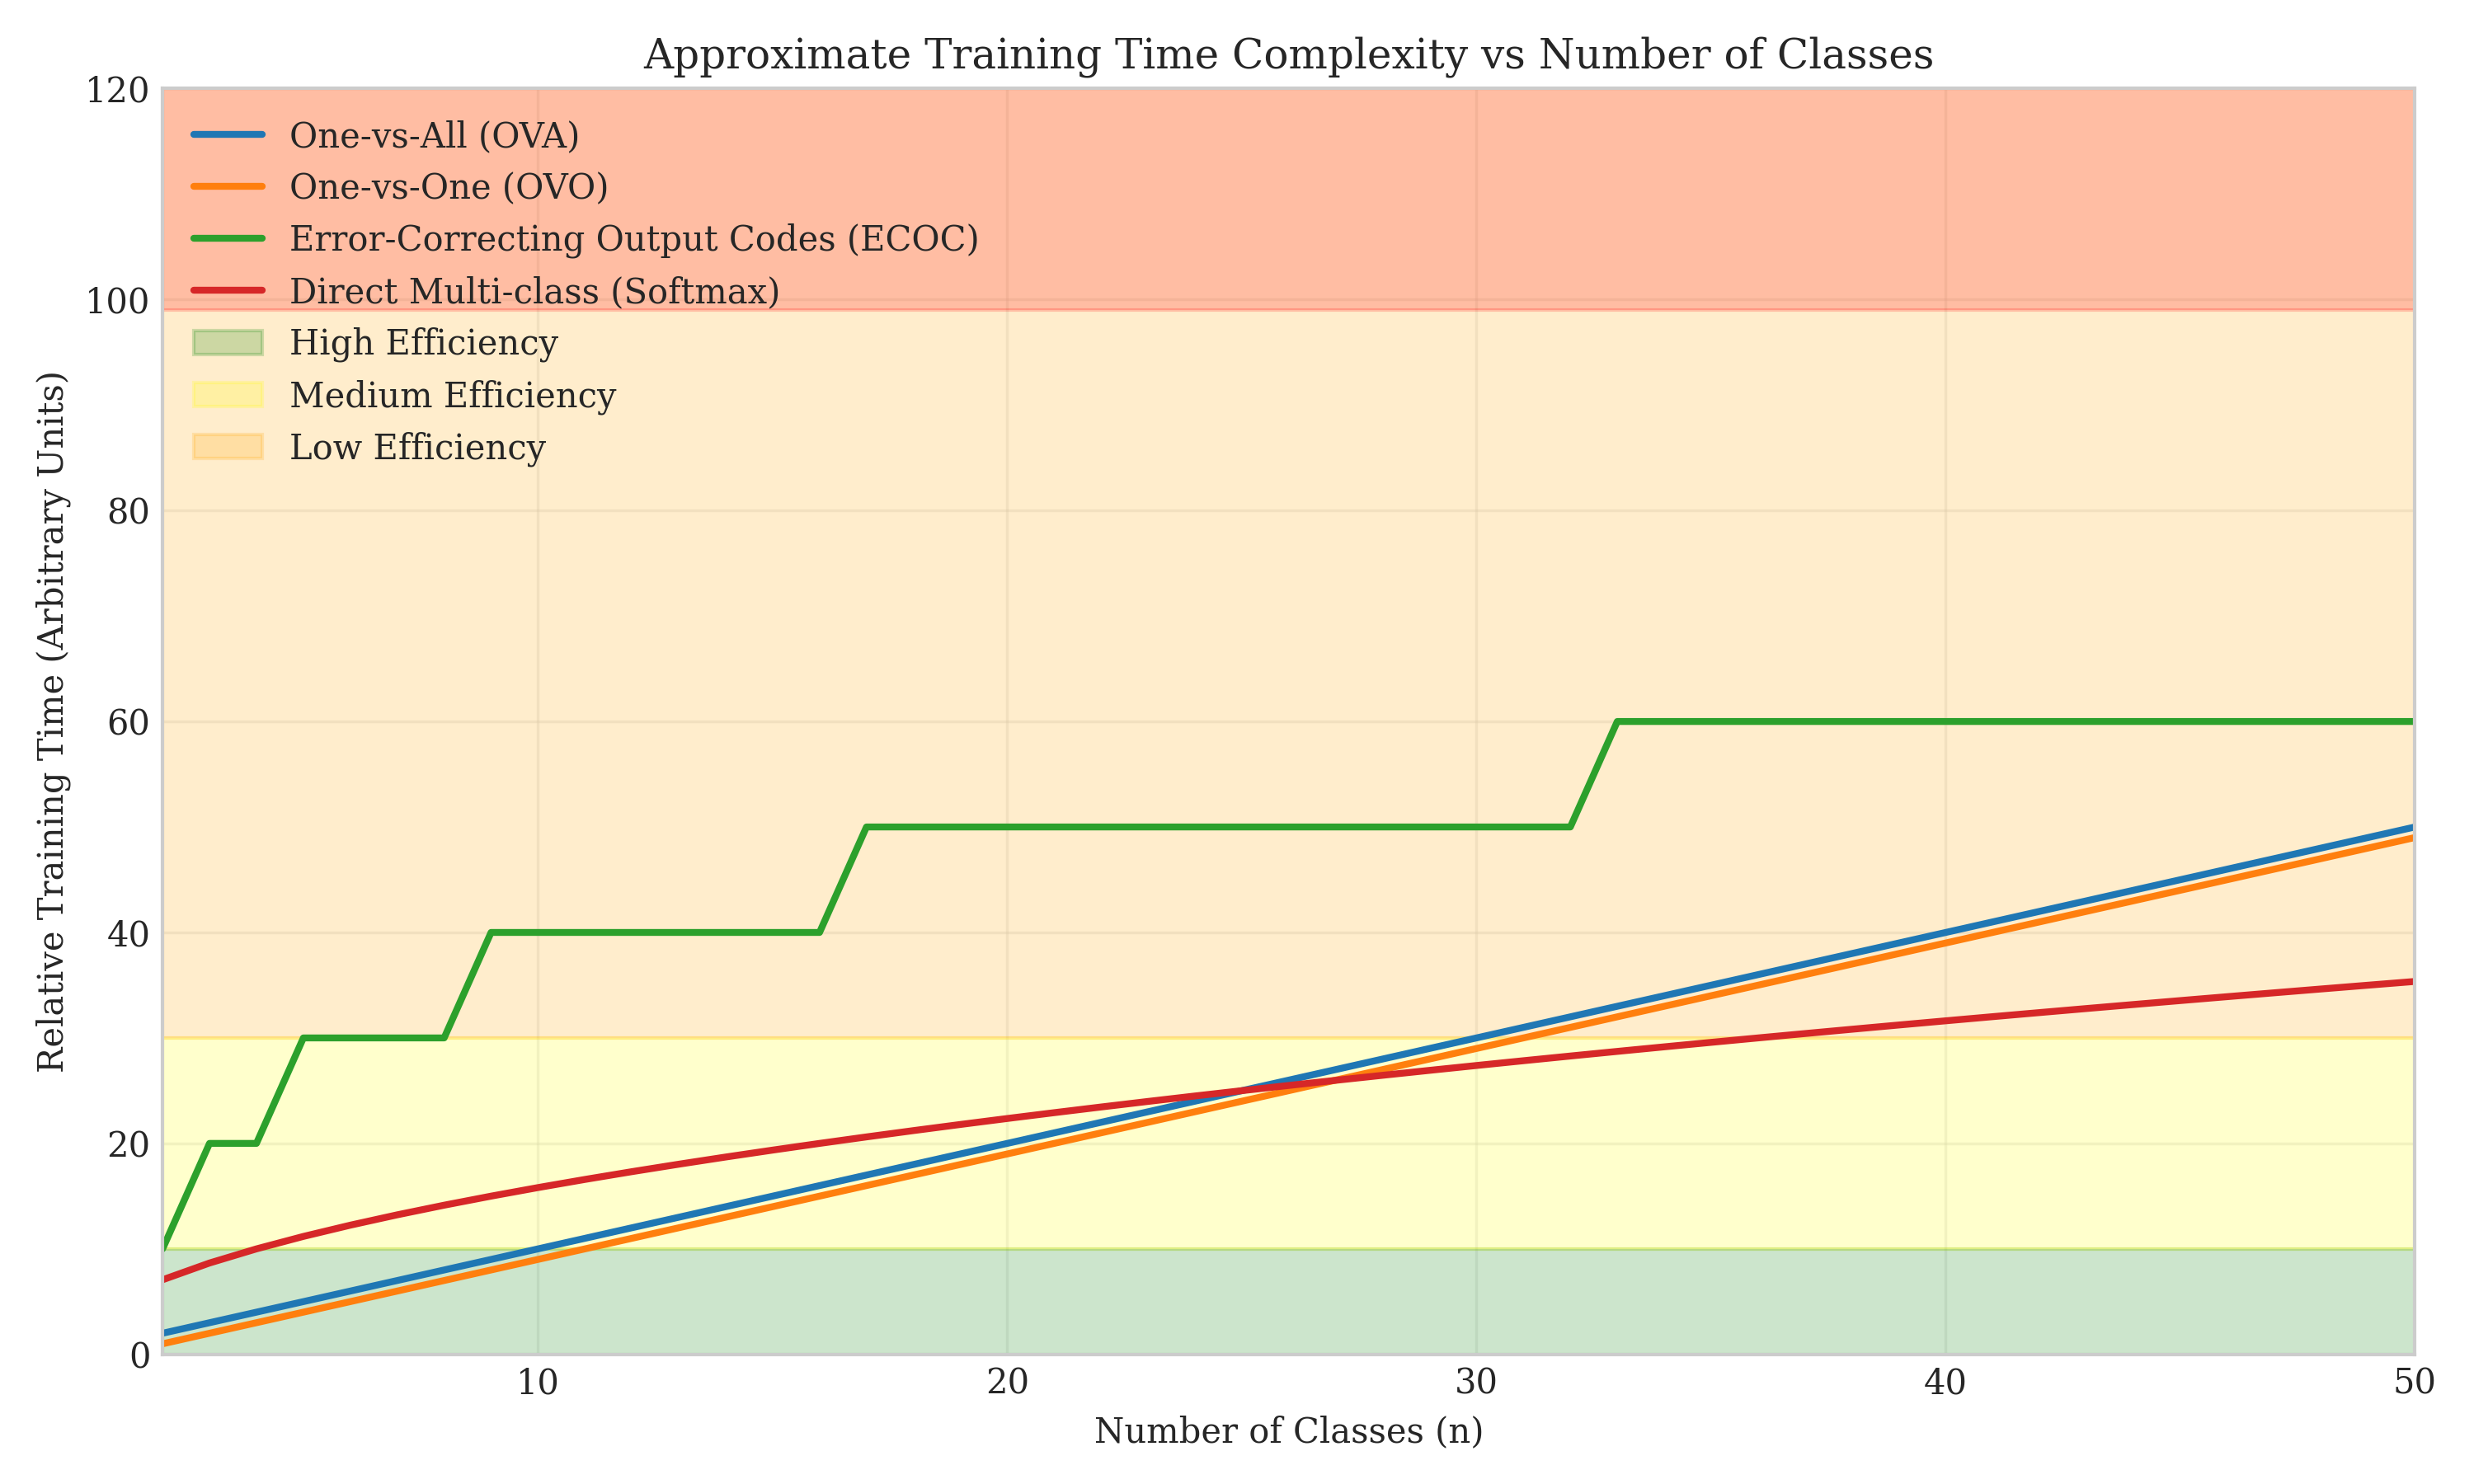 Approximate Training Time Complexity vs Number of Classes
120
100
80
60
40
20
0
Relative Training Time (Arbitrary Units)
One-vs-All (OVA)
One-vs-One (OVO)
Error-Correcting Output Codes (ECOC)
Direct Multi-class (Softmax)
High Efficiency
Medium Efficiency
Low Efficiency
10 20 30 40 50
Number of Classes (n)